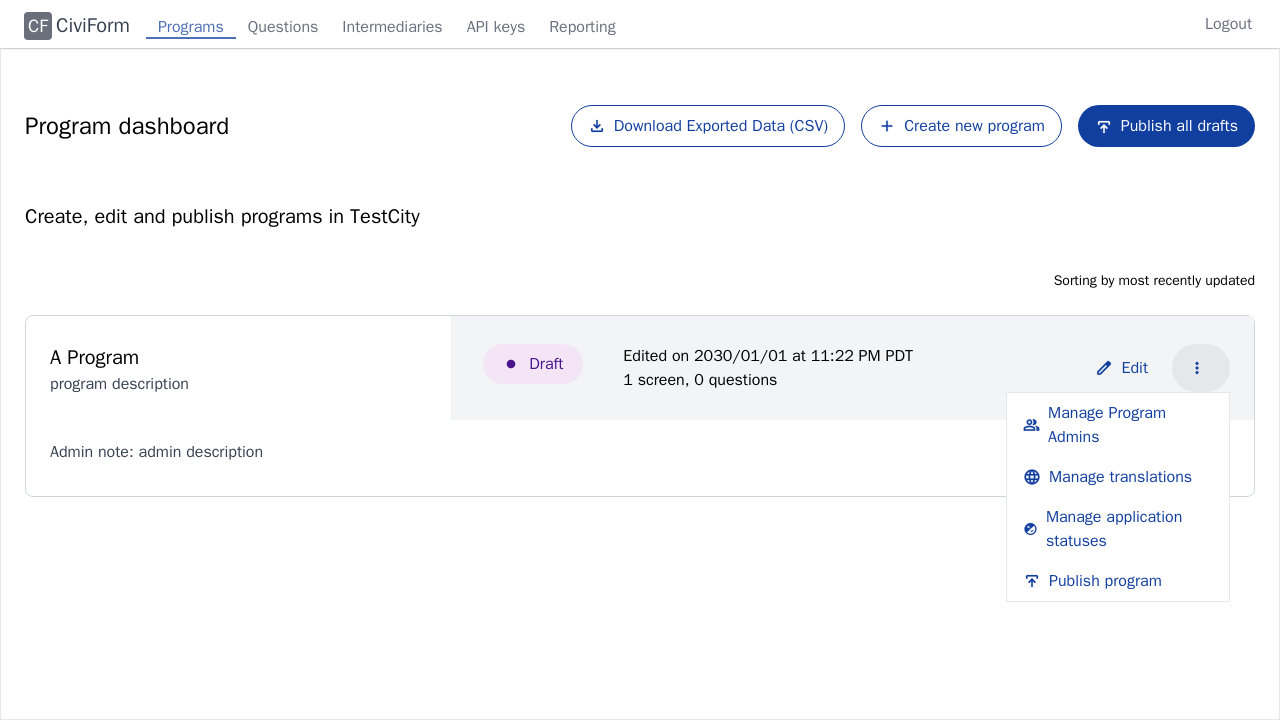 CF CiviForm Programs Questions Intermediaries API keys Reporting Logout
Program dashboard Download Exported Data (CSV) Create new program Publish all drafts
Create, edit and publish programs in TestCity
Sorting by most recently updated
A Program
program description
Draft
Edited on 2030/01/01 at 11:22 PM PDT
1 screen, 0 questions
Edit
Admin note: admin description
Manage Program
Admins
Manage translations
Manage application
statuses
Publish program